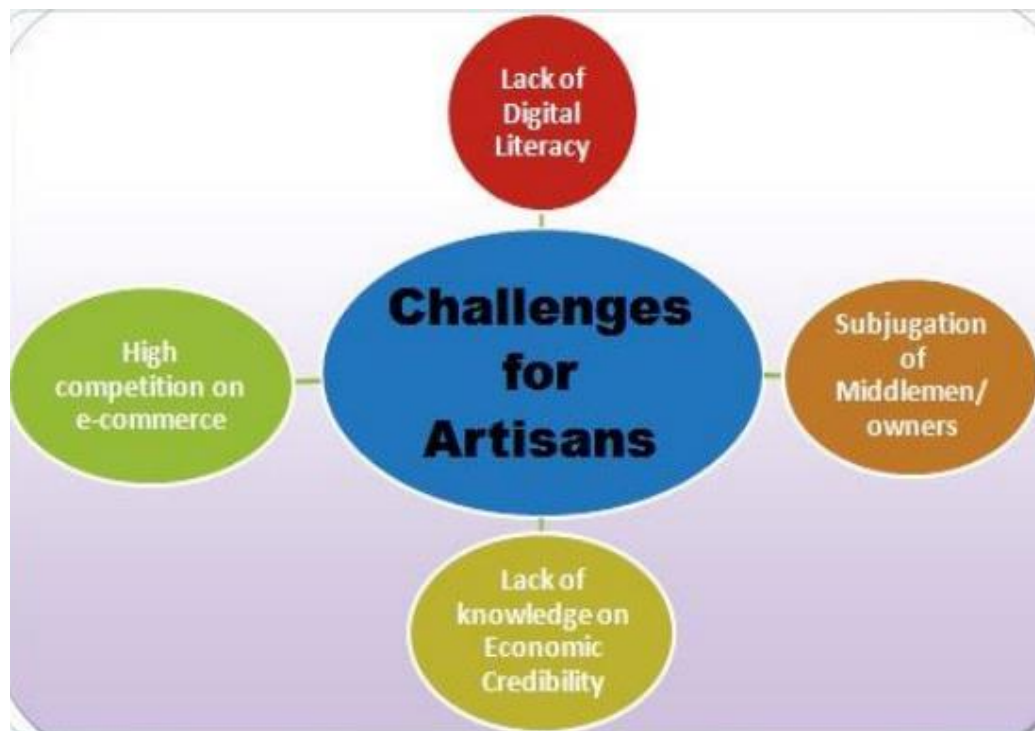 Lack of
Digital
Literacy
Challenges
for
Artisans
High
competition on
e-commerce
Subjugation
of
Middlemen/
owners
Lack of
knowledge on
Economic
Credibility